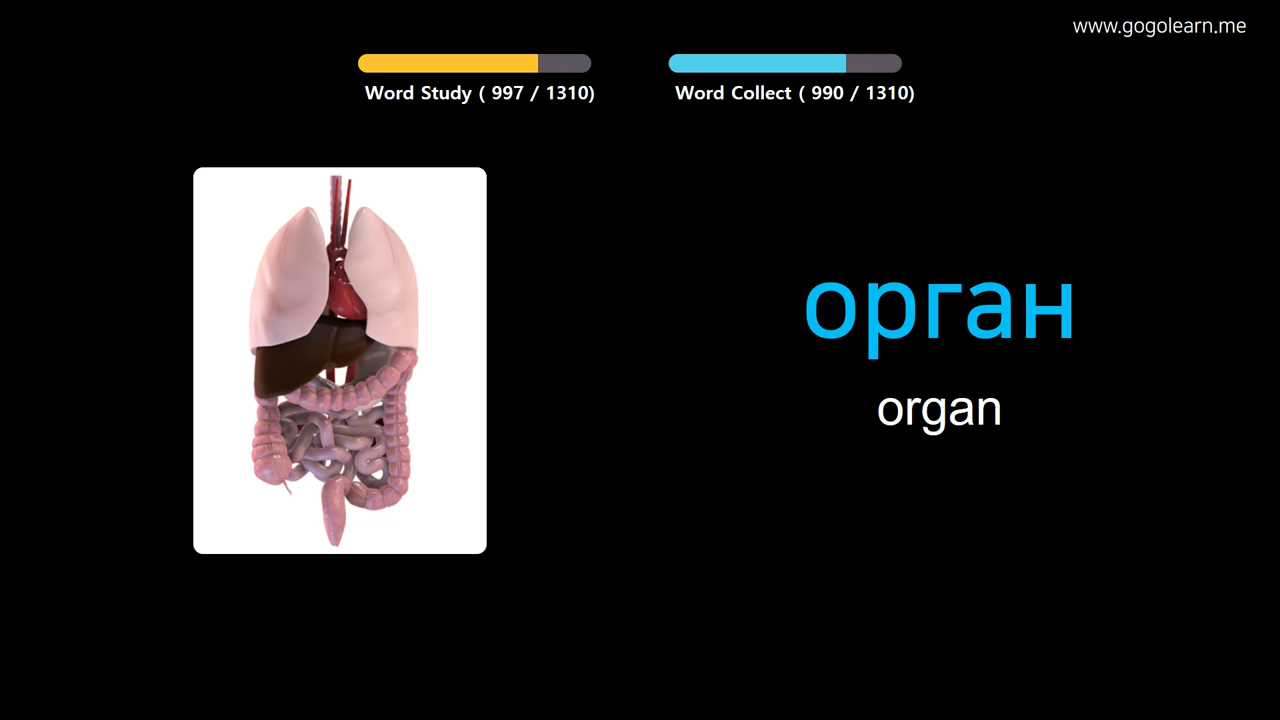 www.gogolearn.me
Word Study ( 997 / 1310)
Word Collect ( 990 / 1310)
орган
organ